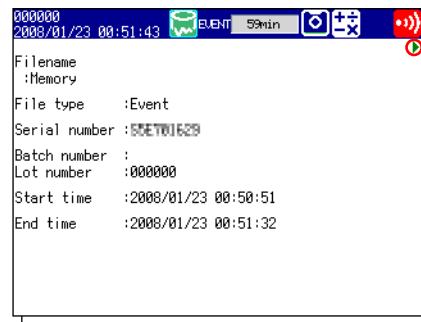 000000
2008/01/23 00:51:43 EVENT 59min
Filename
:Memory
File type :Event
Serial number :
Batch number :
Lot number :000000
Start time :2008/01/23 00:50:51
End time :2008/01/23 00:51:32